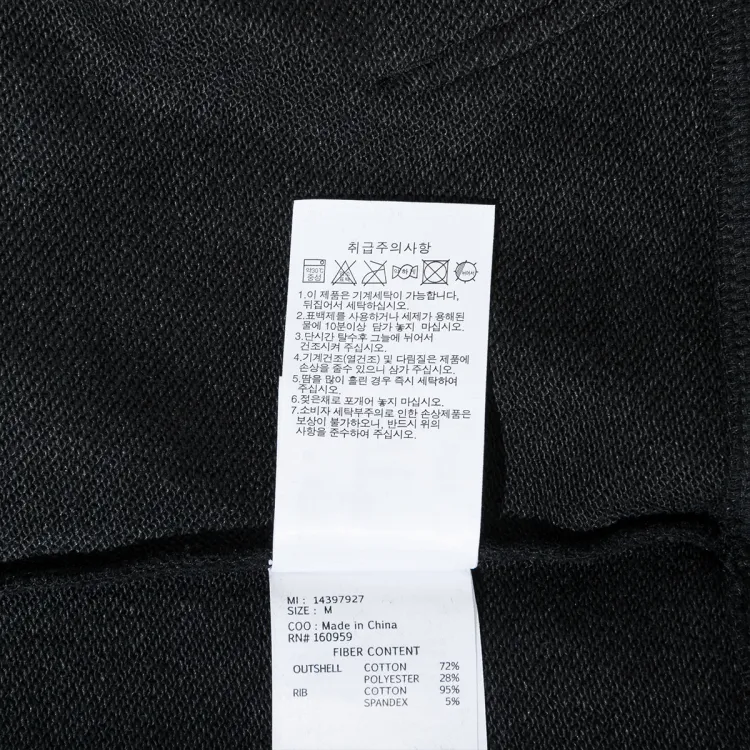 취급주의사항
약30℃
중성
약하게
1.이 제품은 기계세탁이 가능합니다,
뒤집어서 세탁하십시오.
2.표백제를 사용하거나 세제가 용해된
물에 10분이상 담가 놓지 마십시오.
3.단시간 탈수후 그늘에 뉘어서
건조시켜 주십시오.
4.기계건조(열건조) 및 다림질은 제품에
손상을 줄수 있으니 삼가 주십시오.
5.땀을 많이 흘린 경우 즉시 세탁하여
주십시오.
6.젖은채로 포개어 놓지 마십시오.
7.소비자 세탁부주의로 인한 손상제품은
보상이 불가하오니, 반드시 위의
사항을 준수하여 주십시오.
MI : 14397927
SIZE : M
COO : Made in China
RN# 160959
FIBER CONTENT
OUTSHELL COTTON 72%
POLYESTER 28%
RIB COTTON 95%
SPANDEX 5%